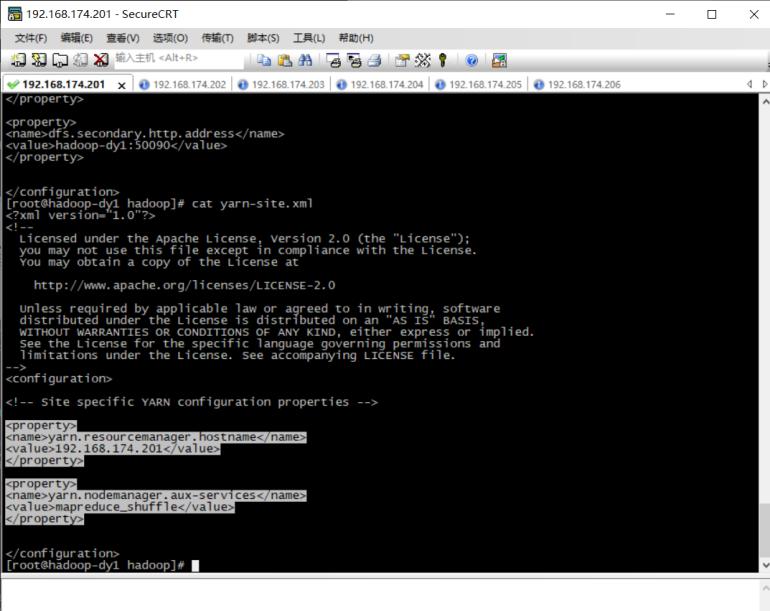 192.168.174.201 - SecureCRT
文件(F) 编辑(E) 查看(V) 选项(O) 传输(T) 脚本(S) 工具(L) 帮助(H)
输入主机 <Alt+R>
192.168.174.201 x 192.168.174.202 192.168.174.203 192.168.174.204 192.168.174.205 192.168.174.206
</property>
<property>
<name>dfs.secondary.http.address</name>
<value>hadoop-dy1:50090</value>
</property>
</configuration>
[root@hadoop-dy1 hadoop]# cat yarn-site.xml
<?xml version="1.0"?>
<!--
Licensed under the Apache License, Version 2.0 (the "License");
you may not use this file except in compliance with the License.
You may obtain a copy of the License at
http://www.apache.org/licenses/LICENSE-2.0
Unless required by applicable law or agreed to in writing, software
distributed under the License is distributed on an "AS IS" BASIS,
WITHOUT WARRANTIES OR CONDITIONS OF ANY KIND, either express or implied.
See the License for the specific language governing permissions and
limitations under the License. See accompanying LICENSE file.
-->
<configuration>
<!-- Site specific YARN configuration properties -->
<property>
<name>yarn.resourcemanager.hostname</name>
<value>192.168.174.201</value>
</property>
<property>
<name>yarn.nodemanager.aux-services</name>
<value>mapreduce_shuffle</value>
</property>
</configuration>
[root@hadoop-dy1 hadoop]#